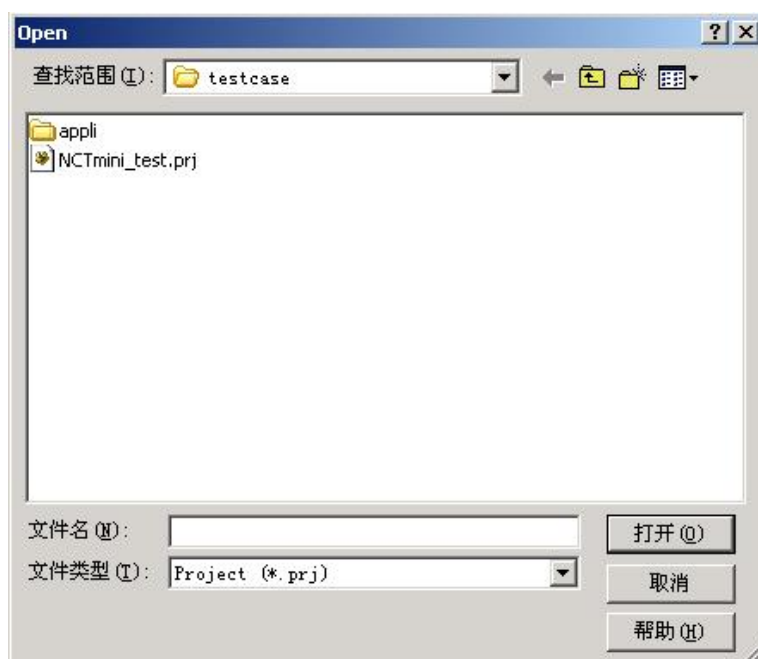 Open
查找范围(I): testcase
appli
NCTmini_test.prj
文件名(N):
打开(O)
文件类型(T): Project (*.prj)
取消
帮助(H)